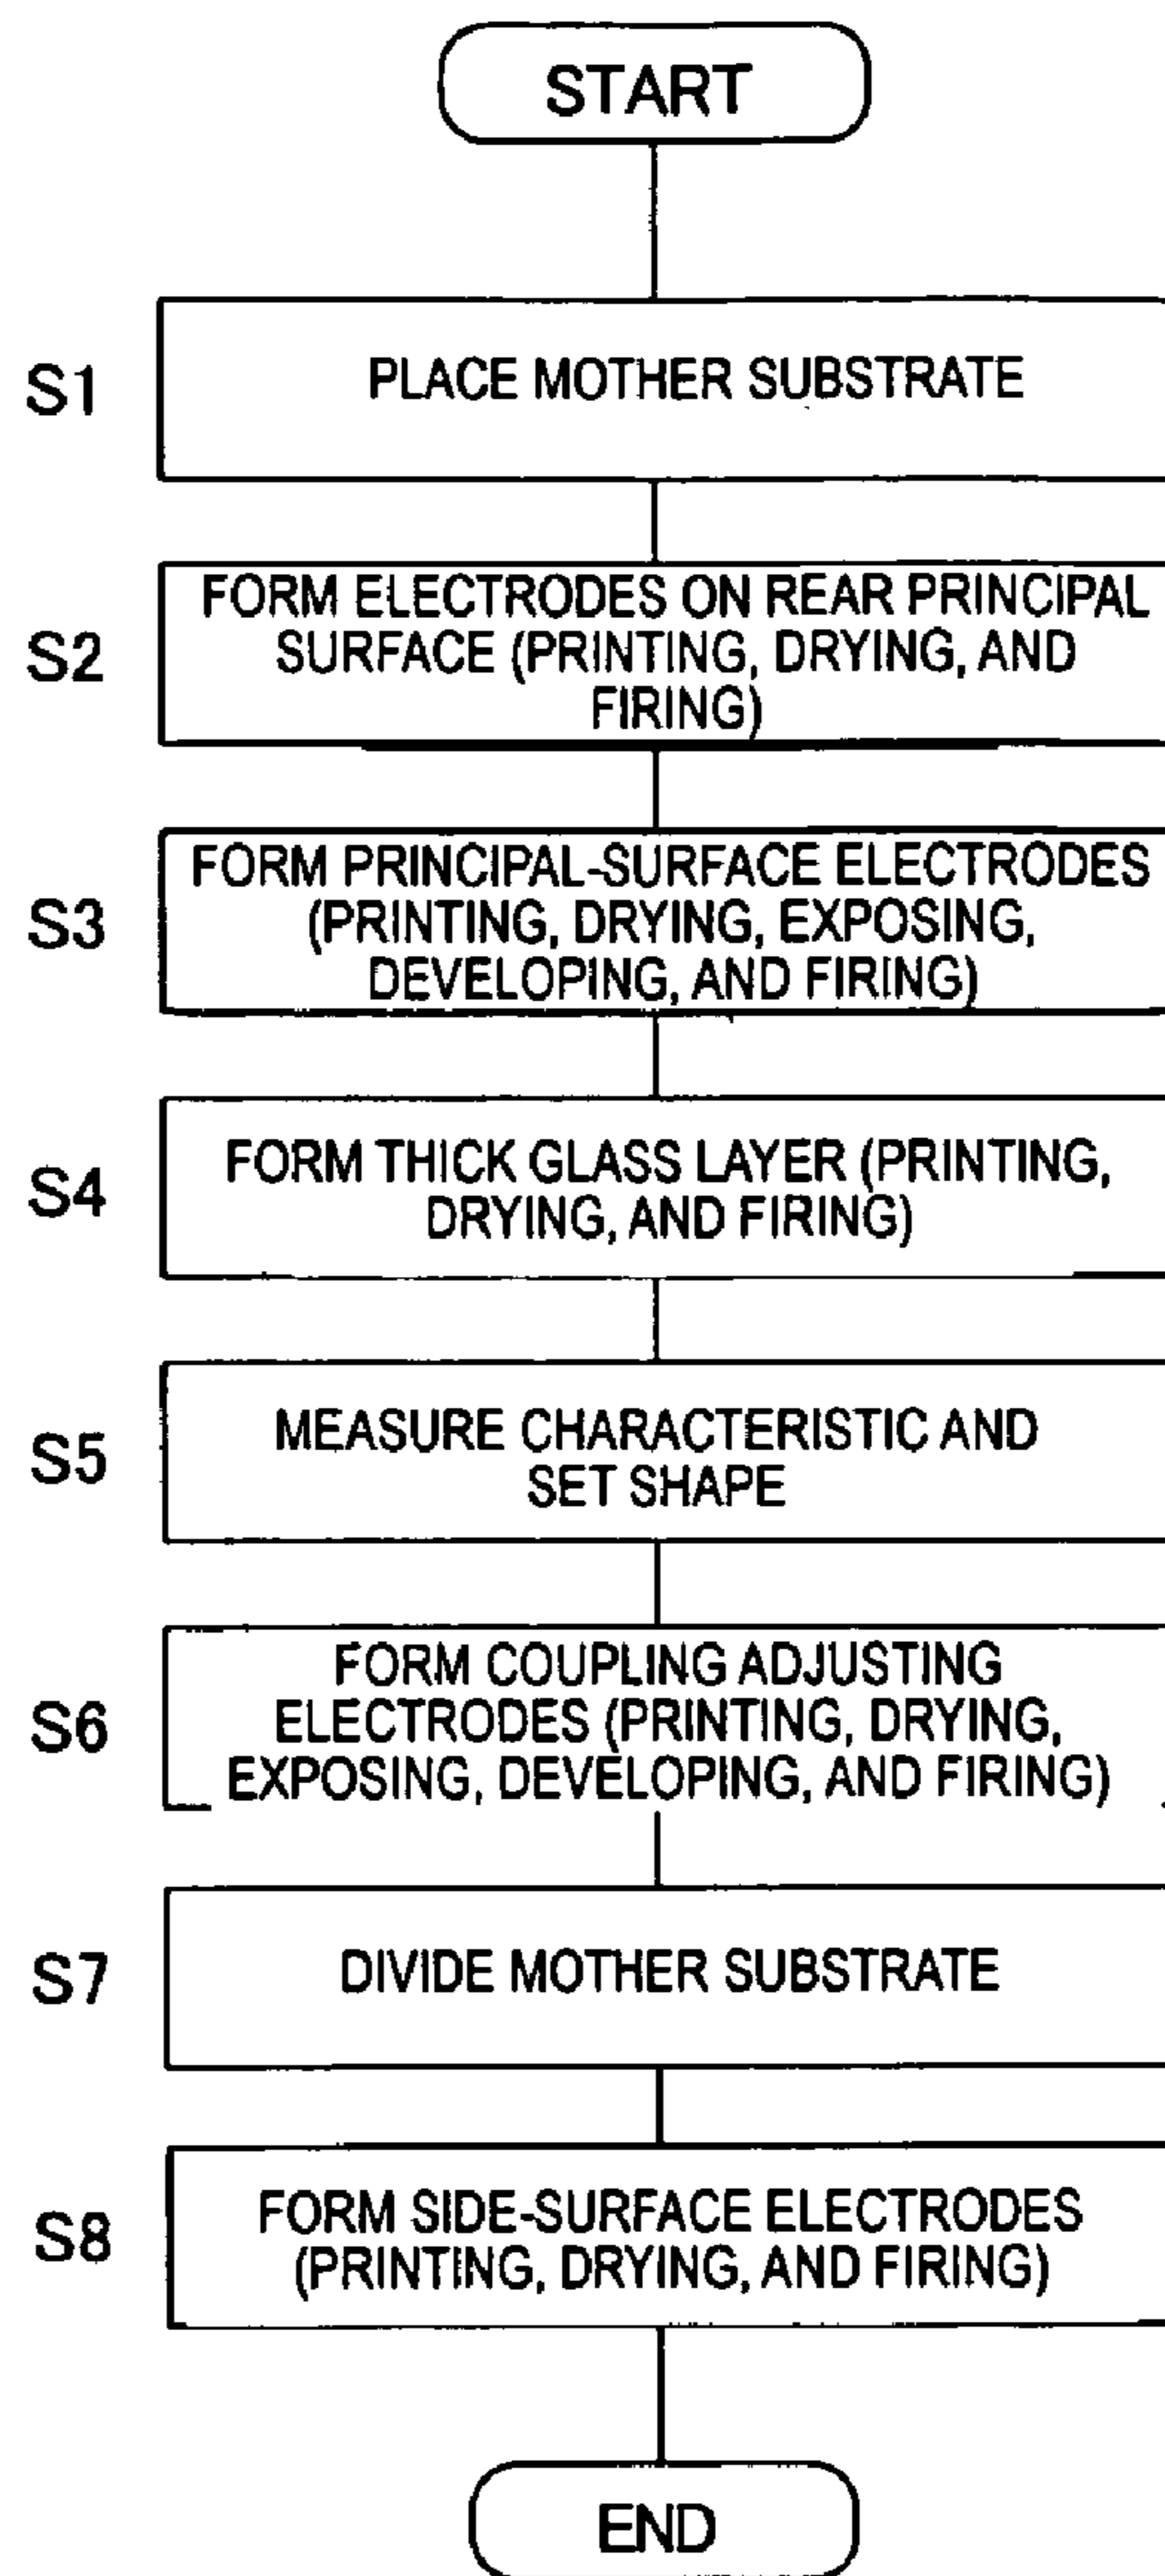 START
S1
PLACE MOTHER SUBSTRATE
S2
FORM ELECTRODES ON REAR PRINCIPAL
SURFACE (PRINTING, DRYING, AND
FIRING)
S3
FORM PRINCIPAL-SURFACE ELECTRODES
(PRINTING, DRYING, EXPOSING,
DEVELOPING, AND FIRING)
S4
FORM THICK GLASS LAYER (PRINTING,
DRYING, AND FIRING)
S5
MEASURE CHARACTERISTIC AND
SET SHAPE
S6
FORM COUPLING ADJUSTING
ELECTRODES (PRINTING, DRYING,
EXPOSING, DEVELOPING, AND FIRING)
S7
DIVIDE MOTHER SUBSTRATE
S8
FORM SIDE-SURFACE ELECTRODES
(PRINTING, DRYING, AND FIRING)
END